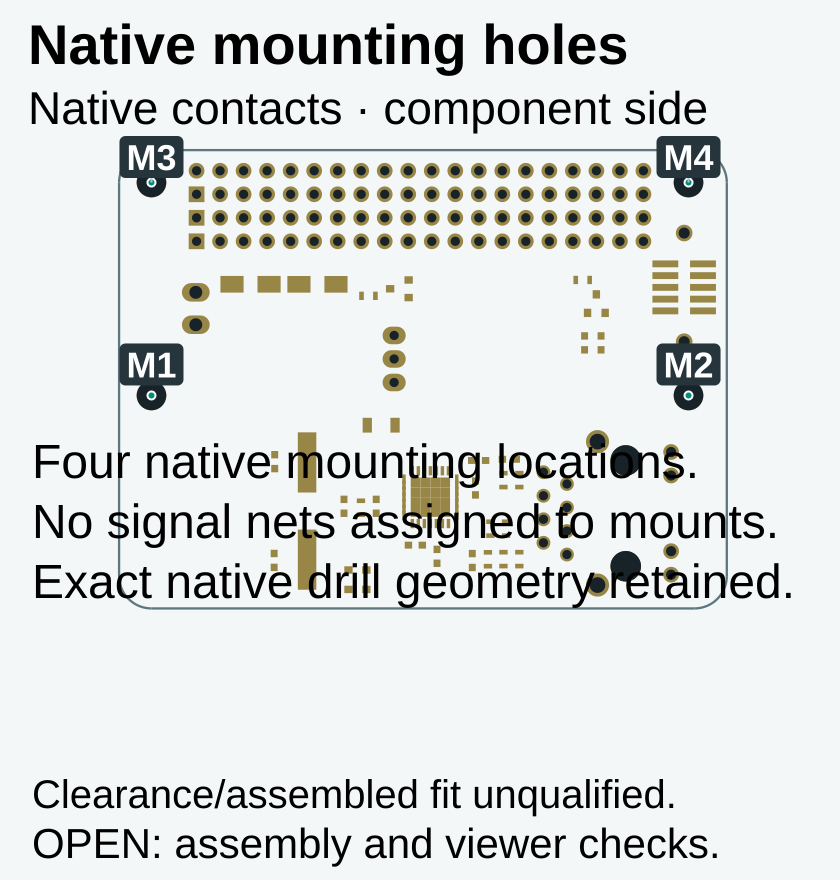 Native mounting holes
Native contacts · component side
M3 M4
M1 M2
Four native mounting locations.
No signal nets assigned to mounts.
Exact native drill geometry retained.
Clearance/assembled fit unqualified.
OPEN: assembly and viewer checks.